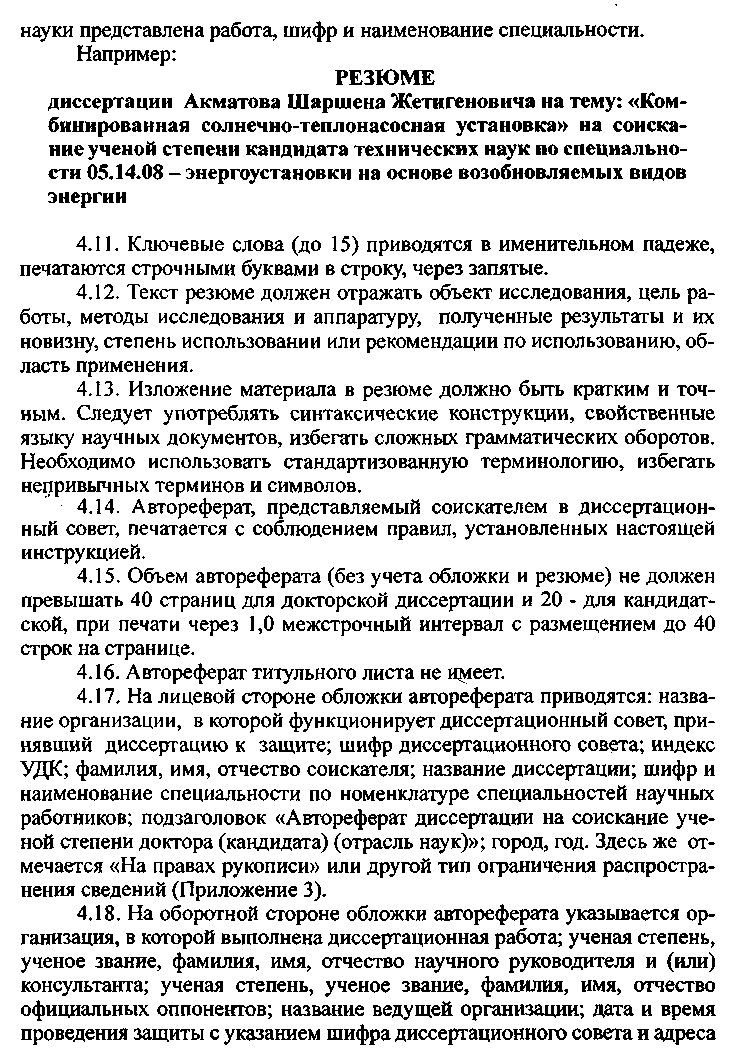 науки представлена работа, шифр и наименование специальности.
Например:
РЕЗЮМЕ
диссертации Акматова Шаршена Жетигеновича на тему: «Ком-
бинированная солнечно-теплонасосная установка» на соиска-
ние ученой степени кандидата технических наук по специально-
сти 05.14.08 – энергоустановки на основе возобновляемых видов
энергии
4.11. Ключевые слова (до 15) приводятся в именительном падеже,
печатаются строчными буквами в строку, через запятые.
4.12. Текст резюме должен отражать объект исследования, цель ра-
боты, методы исследования и аппаратуру, полученные результаты и их
новизну, степень использовании или рекомендации по использованию, об-
ласть применения.
4.13. Изложение материала в резюме должно быть кратким и точ-
ным. Следует употреблять синтаксические конструкции, свойственные
языку научных документов, избегать сложных грамматических оборотов.
Необходимо использовать стандартизованную терминологию, избегать
непривычных терминов и символов.
4.14. Автореферат, представляемый соискателем в диссертацион-
ный совет, печатается с соблюдением правил, установленных настоящей
инструкцией.
4.15. Объем автореферата (без учета обложки и резюме) не должен
превышать 40 страниц для докторской диссертации и 20 - для кандидат-
ской, при печати через 1,0 межстрочный интервал с размещением до 40
строк на странице.
4.16. Автореферат титульного листа не имеет.
4.17. На лицевой стороне обложки автореферата приводятся: назва-
ние организации, в которой функционирует диссертационный совет, при-
нявший диссертацию к защите; шифр диссертационного совета; индекс
УДК; фамилия, имя, отчество соискателя; название диссертации; шифр и
наименование специальности по номенклатуре специальностей научных
работников; подзаголовок «Автореферат диссертации на соискание уче-
ной степени доктора (кандидата) (отрасль наук)»; город, год. Здесь же от-
мечается «На правах рукописи» или другой тип ограничения распростра-
нения сведений (Приложение 3).
4.18. На оборотной стороне обложки автореферата указывается ор-
ганизация, в которой выполнена диссертационная работа; ученая степень,
ученое звание, фамилия, имя, отчество научного руководителя и (или)
консультанта; ученая степень, ученое звание, фамилия, имя, отчество
официальных оппонентов; название ведущей организации; дата и время
проведения защиты с указанием шифра диссертационного совета и адреса